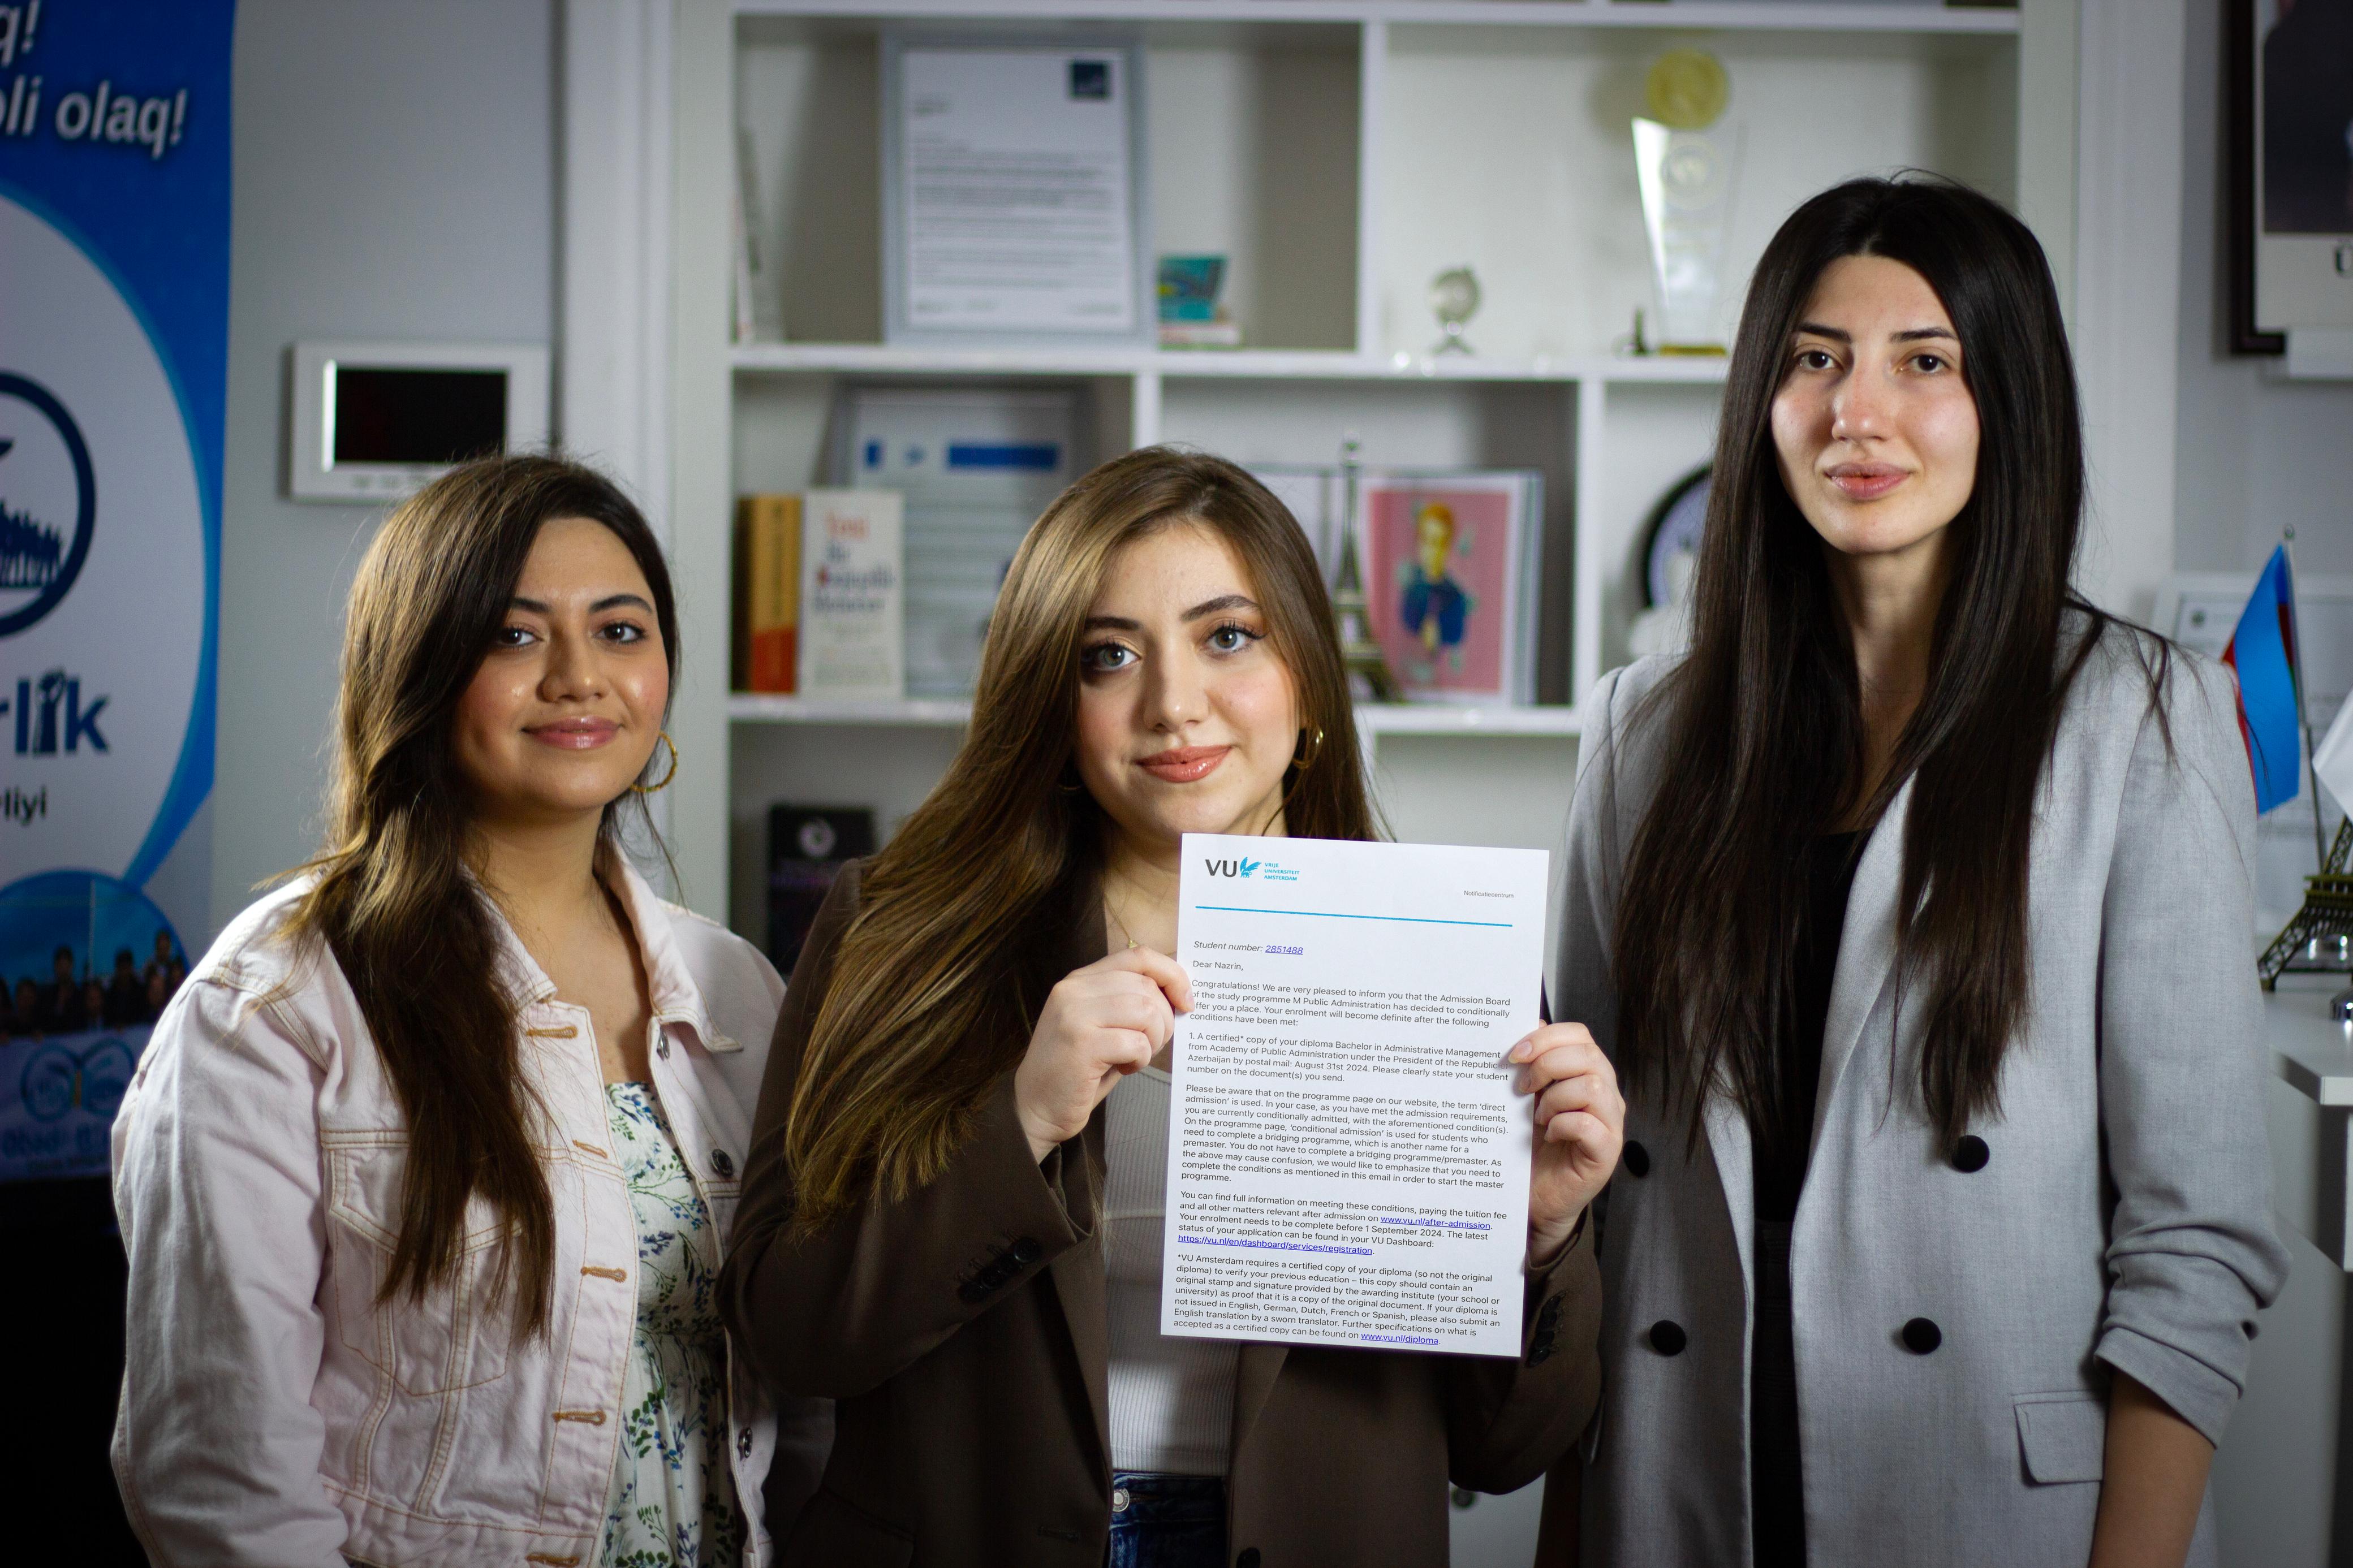 q!
oli olaq!
rlik
rliyi
VU VRIJE
UNIVERSITEIT
AMSTERDAM
Notificatiecentrum
Student number: 2851488
Dear Nazrin,
Congratulations! We are very pleased to inform you that the Admission Board
of the study programme M Public Administration has decided to conditionally
offer you a place. Your enrolment will become definite after the following
conditions have been met:
1. A certified* copy of your diploma Bachelor in Administrative Management
from Academy of Public Administration under the President of the Republic
Azerbaijan by postal mail: August 31st 2024. Please clearly state your student
number on the document(s) you send.
Please be aware that on the programme page on our website, the term ‘direct
admission’ is used. In your case, as you have met the admission requirements,
you are currently conditionally admitted, with the aforementioned condition(s).
On the programme page, ‘conditional admission’ is used for students who
need to complete a bridging programme, which is another name for a
premaster. You do not have to complete a bridging programme/premaster. As
the above may cause confusion, we would like to emphasize that you need to
complete the conditions as mentioned in this email in order to start the master
programme.
You can find full information on meeting these conditions, paying the tuition fee
and all other matters relevant after admission on www.vu.nl/after-admission.
Your enrolment needs to be complete before 1 September 2024. The latest
status of your application can be found in your VU Dashboard:
https://vu.nl/en/dashboard/services/registration.
*VU Amsterdam requires a certified copy of your diploma (so not the original
diploma) to verify your previous education – this copy should contain an
original stamp and signature provided by the awarding institute (your school or
university) as proof that it is a copy of the original document. If your diploma is
not issued in English, German, Dutch, French or Spanish, please also submit an
English translation by a sworn translator. Further specifications on what is
accepted as a certified copy can be found on www.vu.nl/diploma.